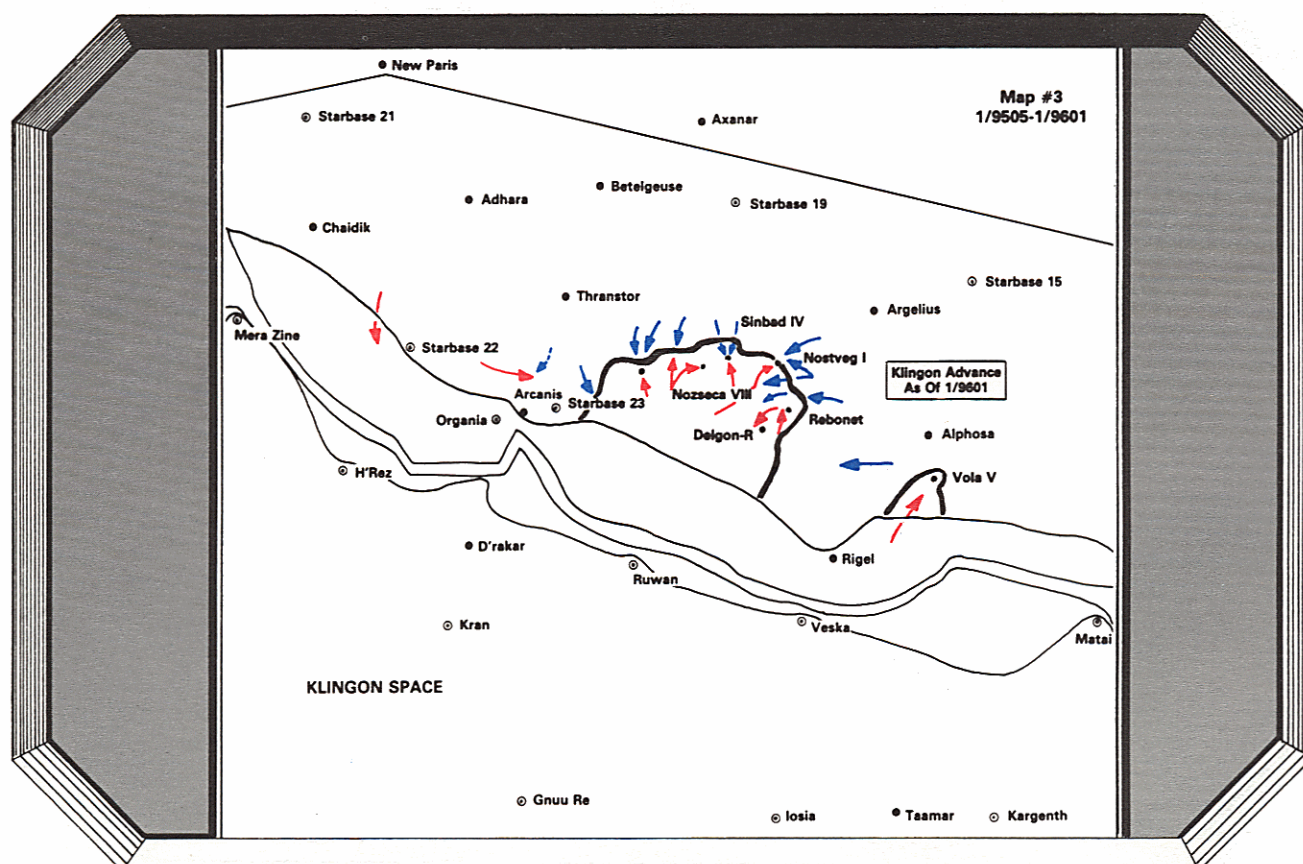 New Paris
Map #3
1/9505-1/9601
Starbase 21
Axanar
Betelgeuse
Adhara
Starbase 19
Chaidik
Starbase 15
Thranstor
Argelius
Sinbad IV
Mera Zine
Starbase 22
Nostveg I
Klingon Advance
As Of 1/9601
Arcanis
Nozseca VIII
Starbase 23
Organia
Rebonet
Delgon-R
Alphosa
H'Rez
Vola V
D'rakar
Rigel
Ruwan
Kran
Veska
Matai
KLINGON SPACE
Gnuu Re
Iosia
Taamar
Kargenth